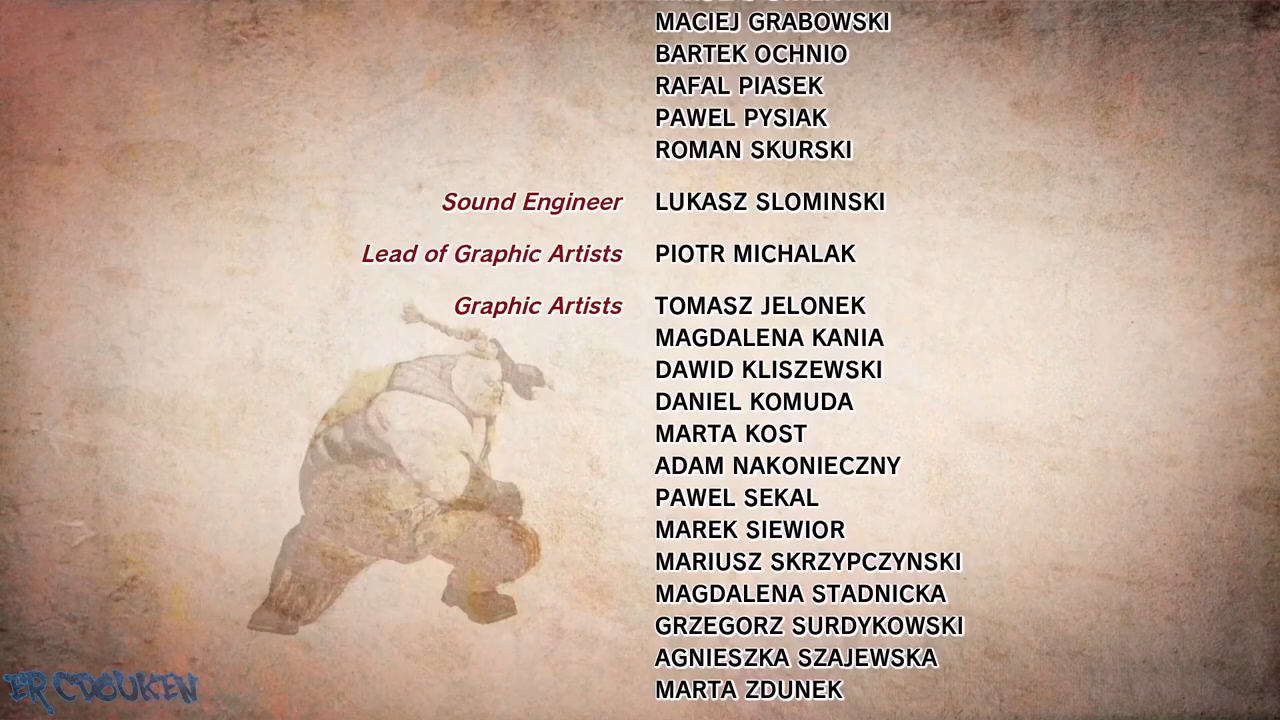 MACIEJ GRABOWSKI
BARTEK OCHNIO
RAFAL PIASEK
PAWEL PYSIAK
ROMAN SKURSKI
Sound Engineer LUKASZ SLOMINSKI
Lead of Graphic Artists PIOTR MICHALAK
Graphic Artists TOMASZ JELONEK
MAGDALENA KANIA
DAWID KLISZEWSKI
DANIEL KOMUDA
MARTA KOST
ADAM NAKONIECZNY
PAWEL SEKAL
MAREK SIEWIOR
MARIUSZ SKRZYPCZYNSKI
MAGDALENA STADNICKA
GRZEGORZ SURDYKOWSKI
AGNIESZKA SZAJEWSKA
MARTA ZDUNEK
ER CDOUKEN